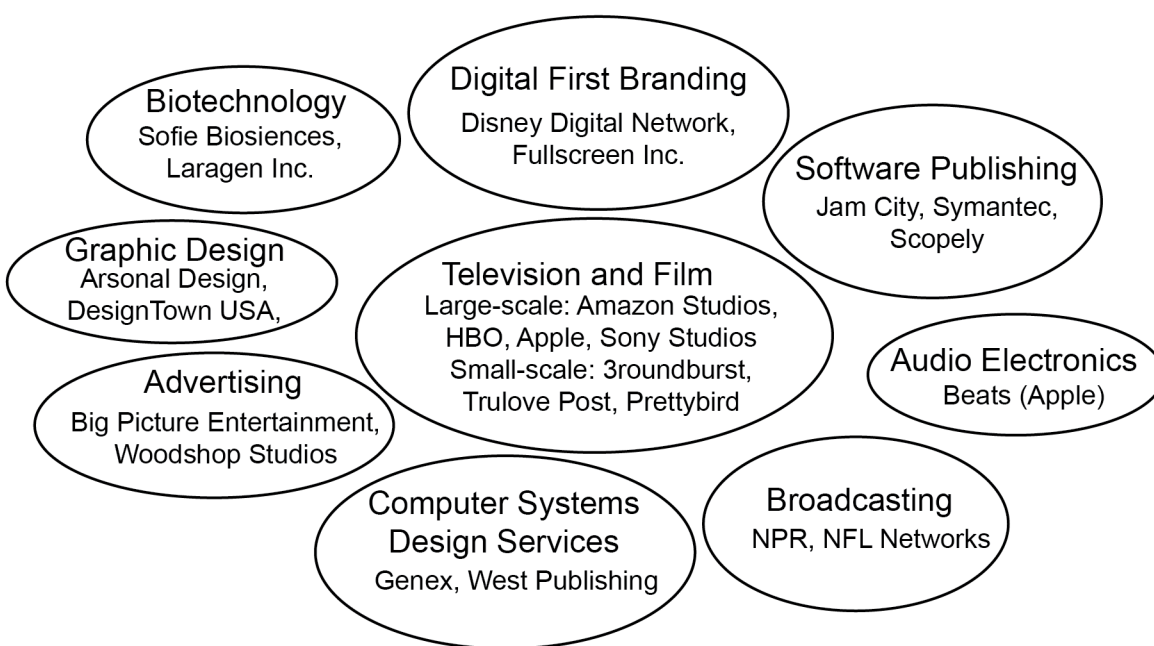 Digital First Branding
Disney Digital Network,
Fullscreen Inc.
Biotechnology
Sofie Biosiences,
Laragen Inc.
Software Publishing
Jam City, Symantec,
Scopely
Graphic Design
Arsonal Design,
DesignTown USA,
Television and Film
Large-scale: Amazon Studios,
HBO, Apple, Sony Studios
Small-scale: 3roundburst,
Trulove Post, Prettybird
Audio Electronics
Beats (Apple)
Advertising
Big Picture Entertainment,
Woodshop Studios
Computer Systems
Design Services
Genex, West Publishing
Broadcasting
NPR, NFL Networks